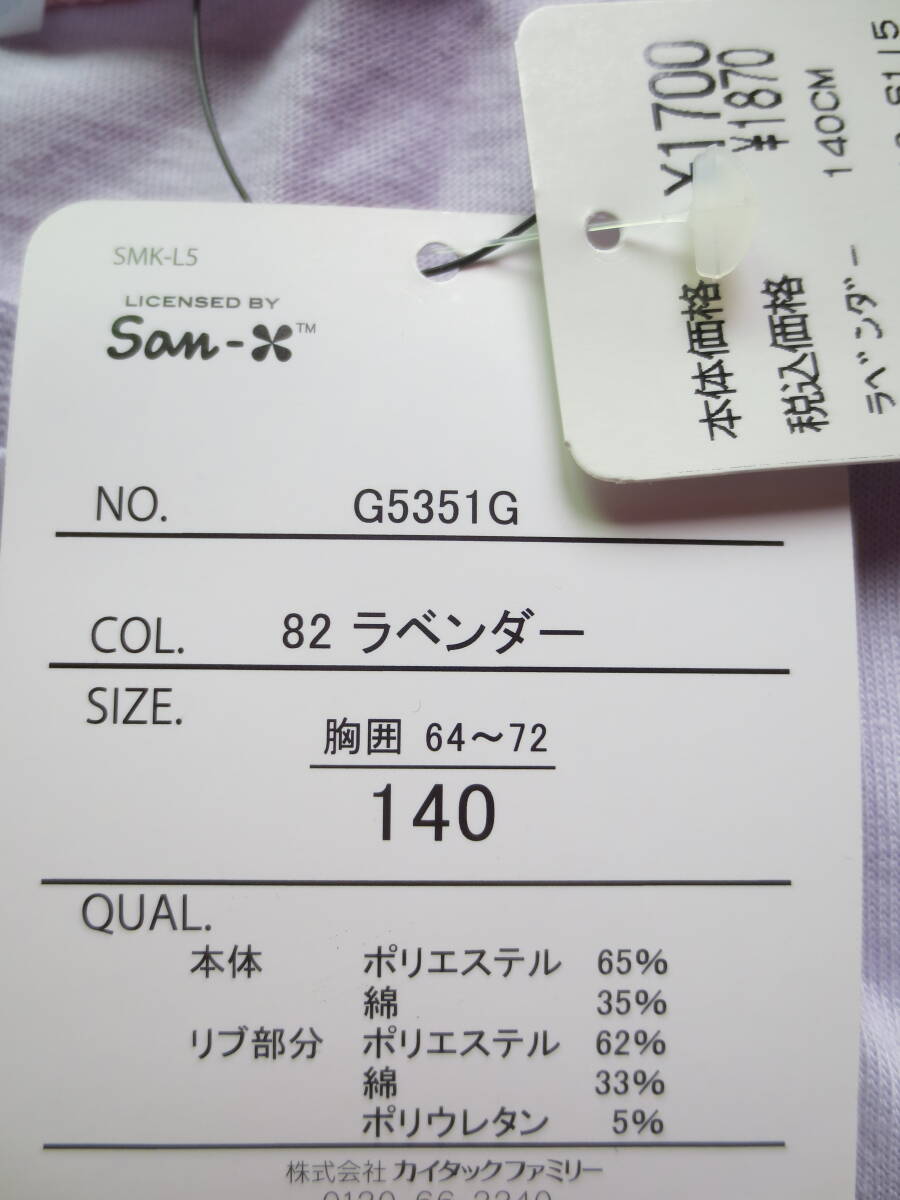 SMK-L5
LICENSED BY
San-X™
NO. G5351G
COL. 82 ラベンダー
SIZE.
胸囲 64～72
140
QUAL.
本体 ポリエステル 65%
綿 35%
リブ部分 ポリエステル 62%
綿 33%
ポリウレタン 5%
株式会社 カイタックファミリー
本体価格 ¥1700
税込価格 ¥1870
ラベンダー 140CM